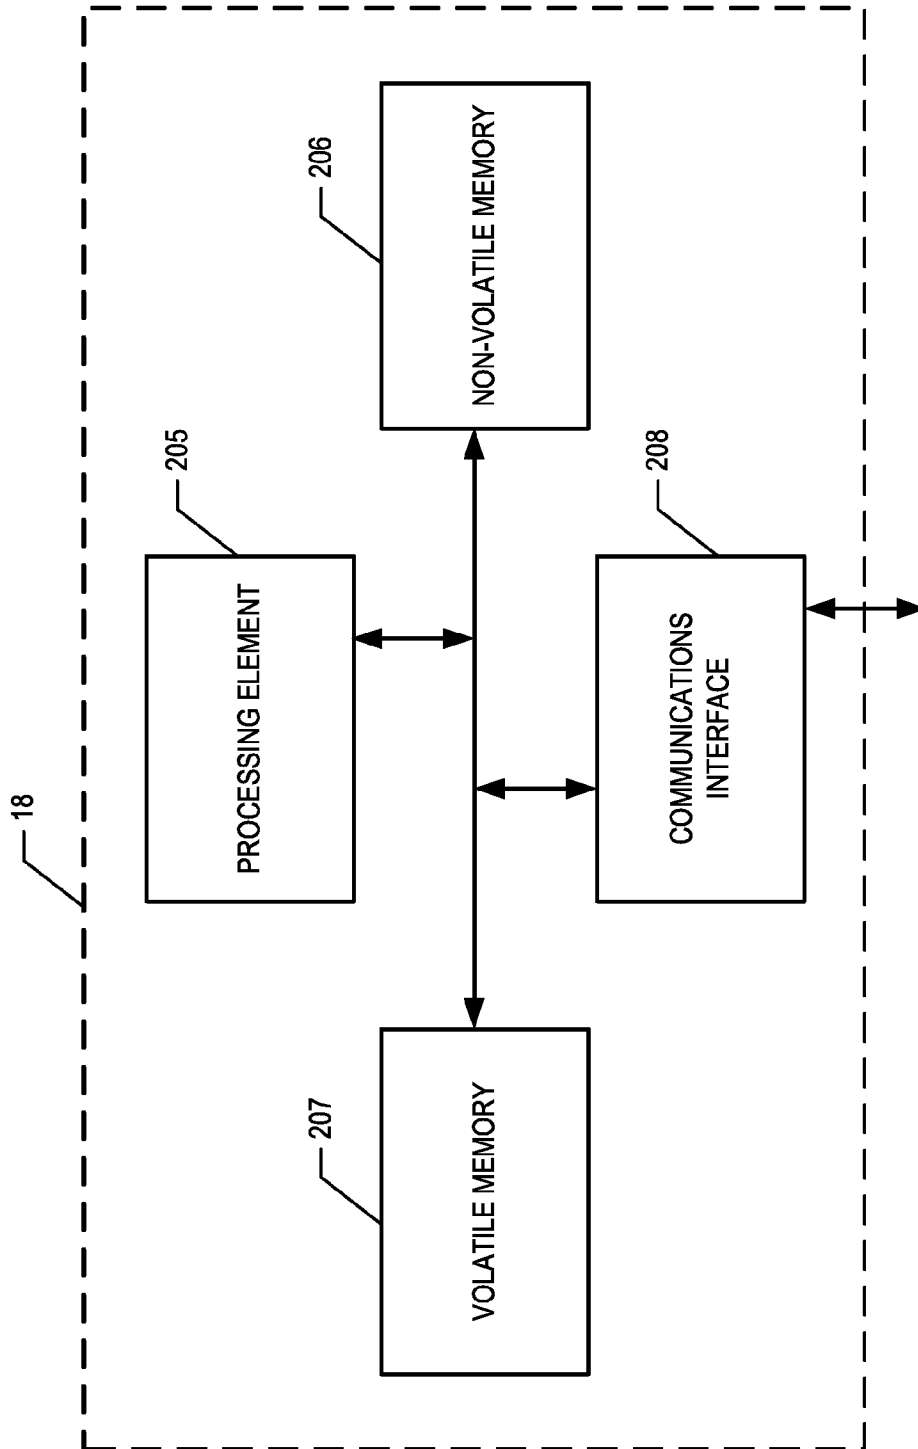 18
205
PROCESSING ELEMENT
207
VOLATILE MEMORY
206
NON-VOLATILE MEMORY
208
COMMUNICATIONS
INTERFACE